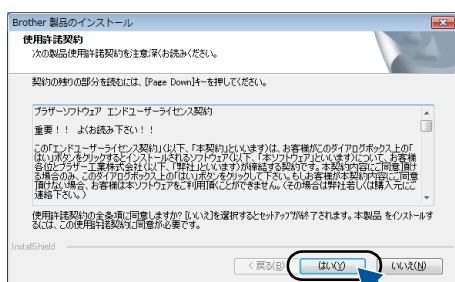 Brother 製品のインストール
使用許諾契約
次の製品使用許諾契約を注意深くお読みください。
契約の残りの部分を読むには、[Page Down]キーを押してください。
ブラザーソフトウェア エンドユーザーライセンス契約
重要！！ よくお読み下さい！！
この「エンドユーザーライセンス契約」(以下、「本契約」といいます)は、お客様がこのダイアログボックス上の「
はい」ボタンをクリックするとインストールされるソフトウェア(以下、「本ソフトウェア」といいます)について、お客様
各位とブラザー工業株式会社(以下、「弊社」といいます)が締結する契約です。本契約内容にご同意頂け
る場合のみ、このダイアログボックス上の「はい」ボタンをクリックして下さい。もしお客様が本契約内容にご同意
頂けない場合、お客様は本ソフトウェアをご利用頂くことができません。(その場合は弊社若しくは購入元にご
連絡下さい。)
使用許諾契約の全条項に同意しますか? [いいえ]を選択するとセットアップが終了されます。本製品 をインストールす
るには、この使用許諾契約に同意が必要です。
InstallShield
< 戻る(B)
はい(Y)
いいえ(N)